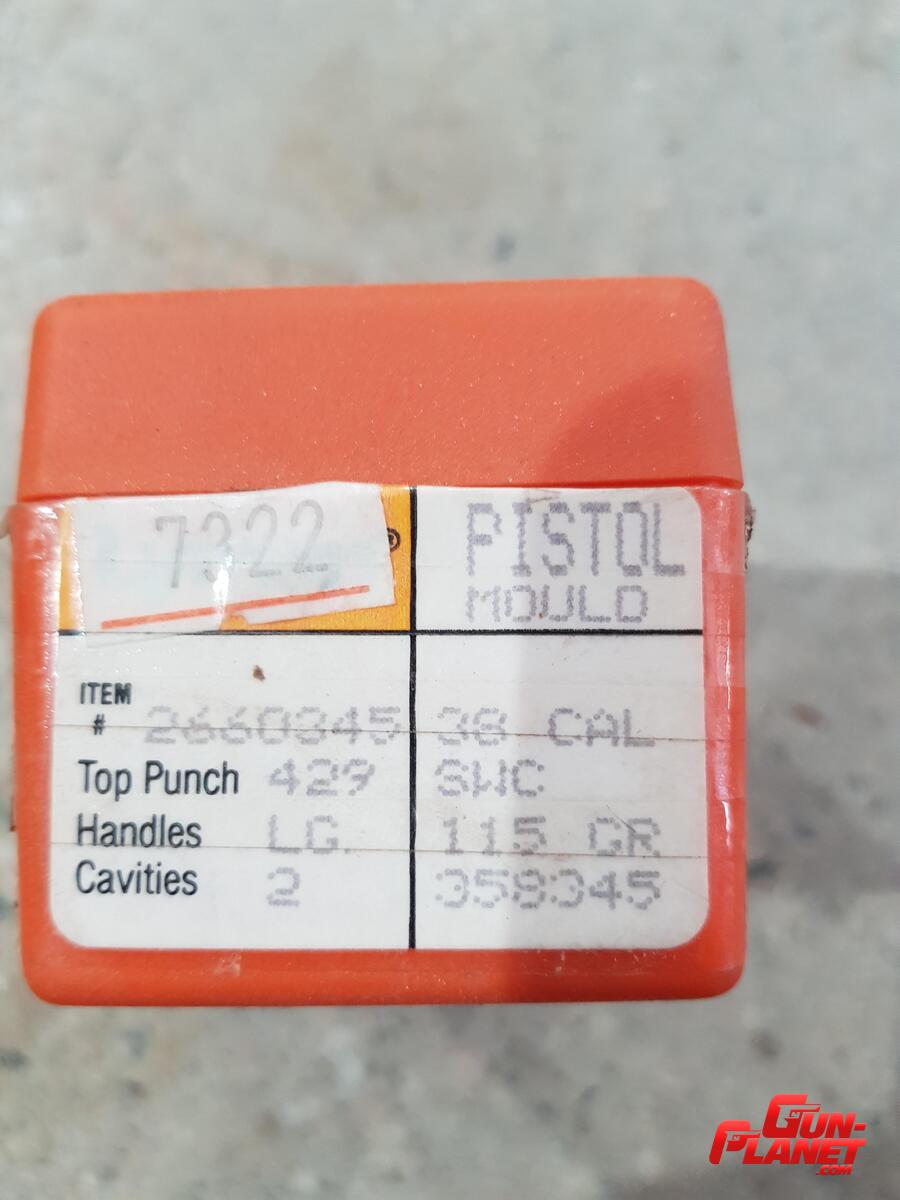 7322
®
PISTOL
MOULD
ITEM
# 2660345 38 CAL
Top Punch 429 SWC
Handles LG. 115 GR
Cavities 2 358345
GUN-
PLANET
.COM